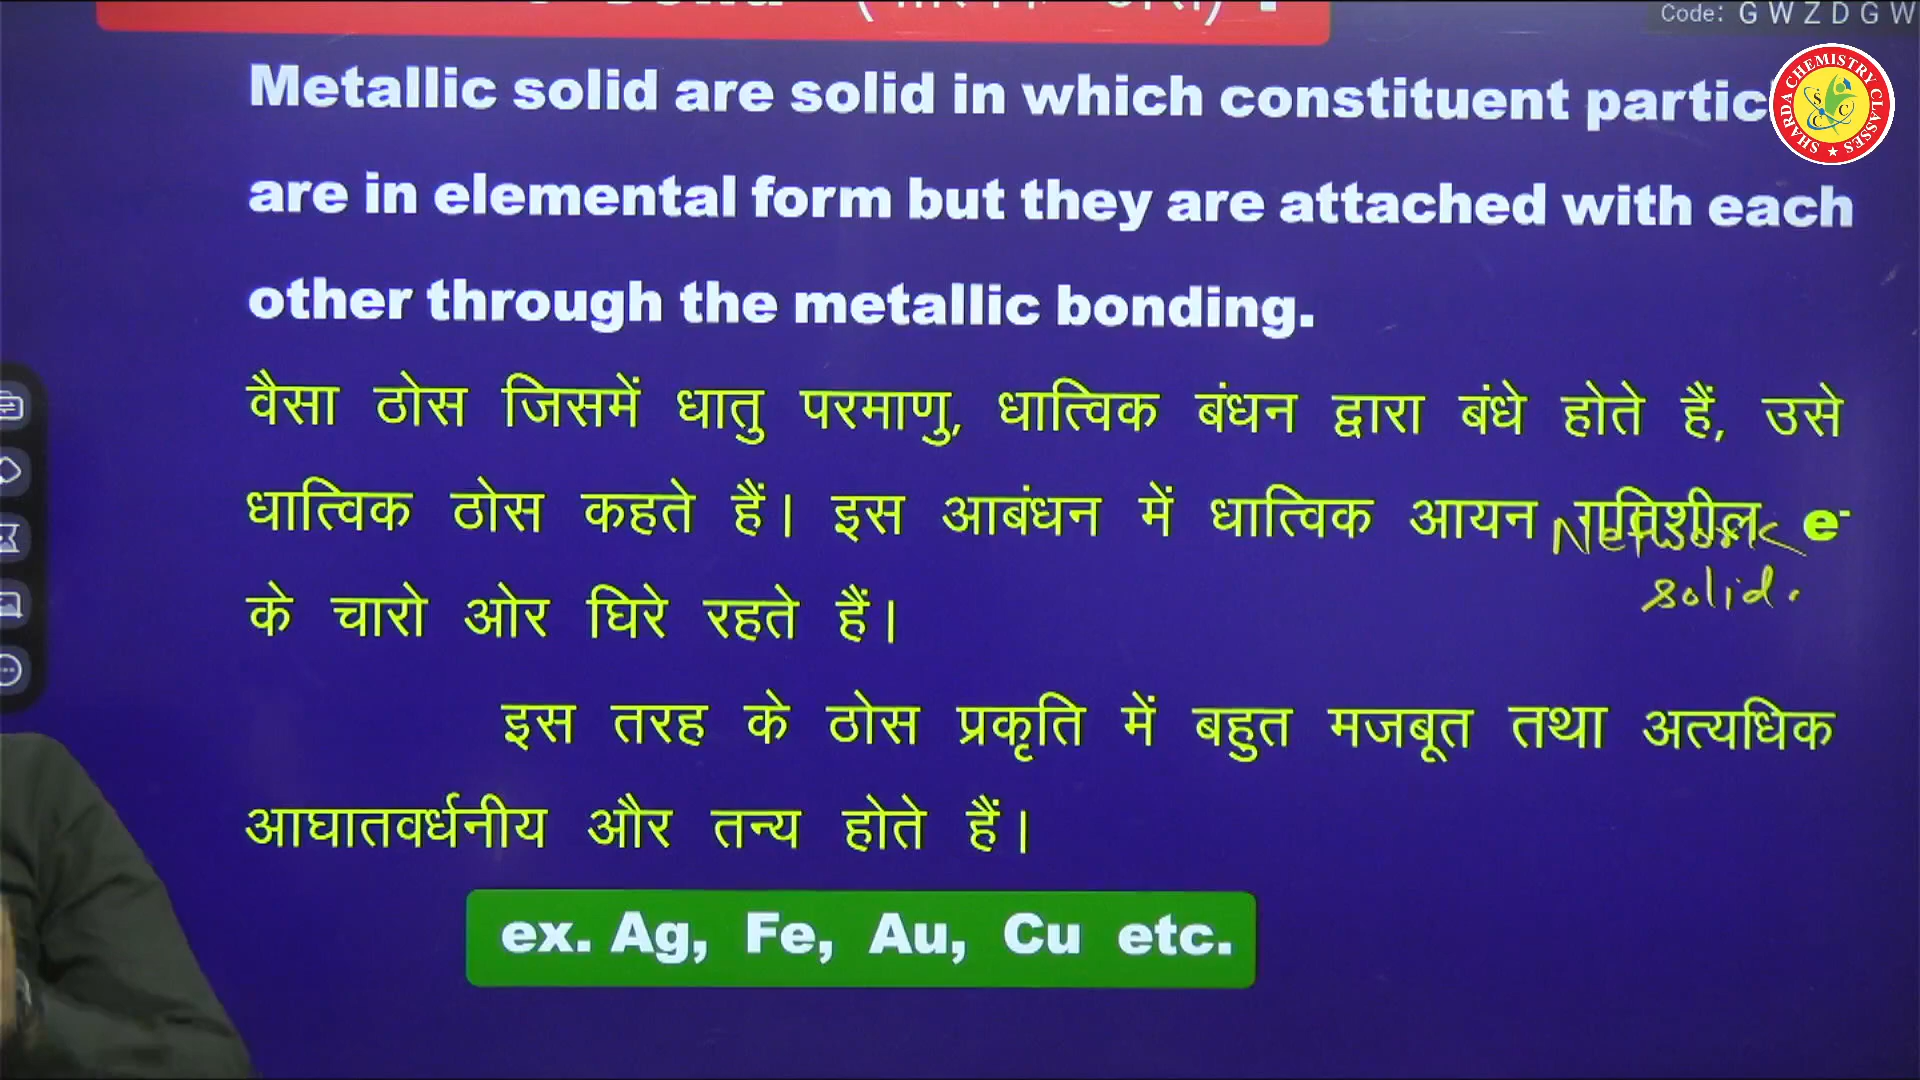 Code: G W Z D G W
Metallic solid are solid in which constituent partic
are in elemental form but they are attached with each
other through the metallic bonding.
वैसा ठोस जिसमें धातु परमाणु, धात्विक बंधन द्वारा बंधे होते हैं, उसे
धात्विक ठोस कहते हैं। इस आबंधन में धात्विक आयन गतिशील e-
Network
solid.
के चारो ओर घिरे रहते हैं।
इस तरह के ठोस प्रकृति में बहुत मजबूत तथा अत्यधिक
आघातवर्धनीय और तन्य होते हैं।
ex. Ag, Fe, Au, Cu etc.
SHARDA CHEMISTRY CLASSES
S C C